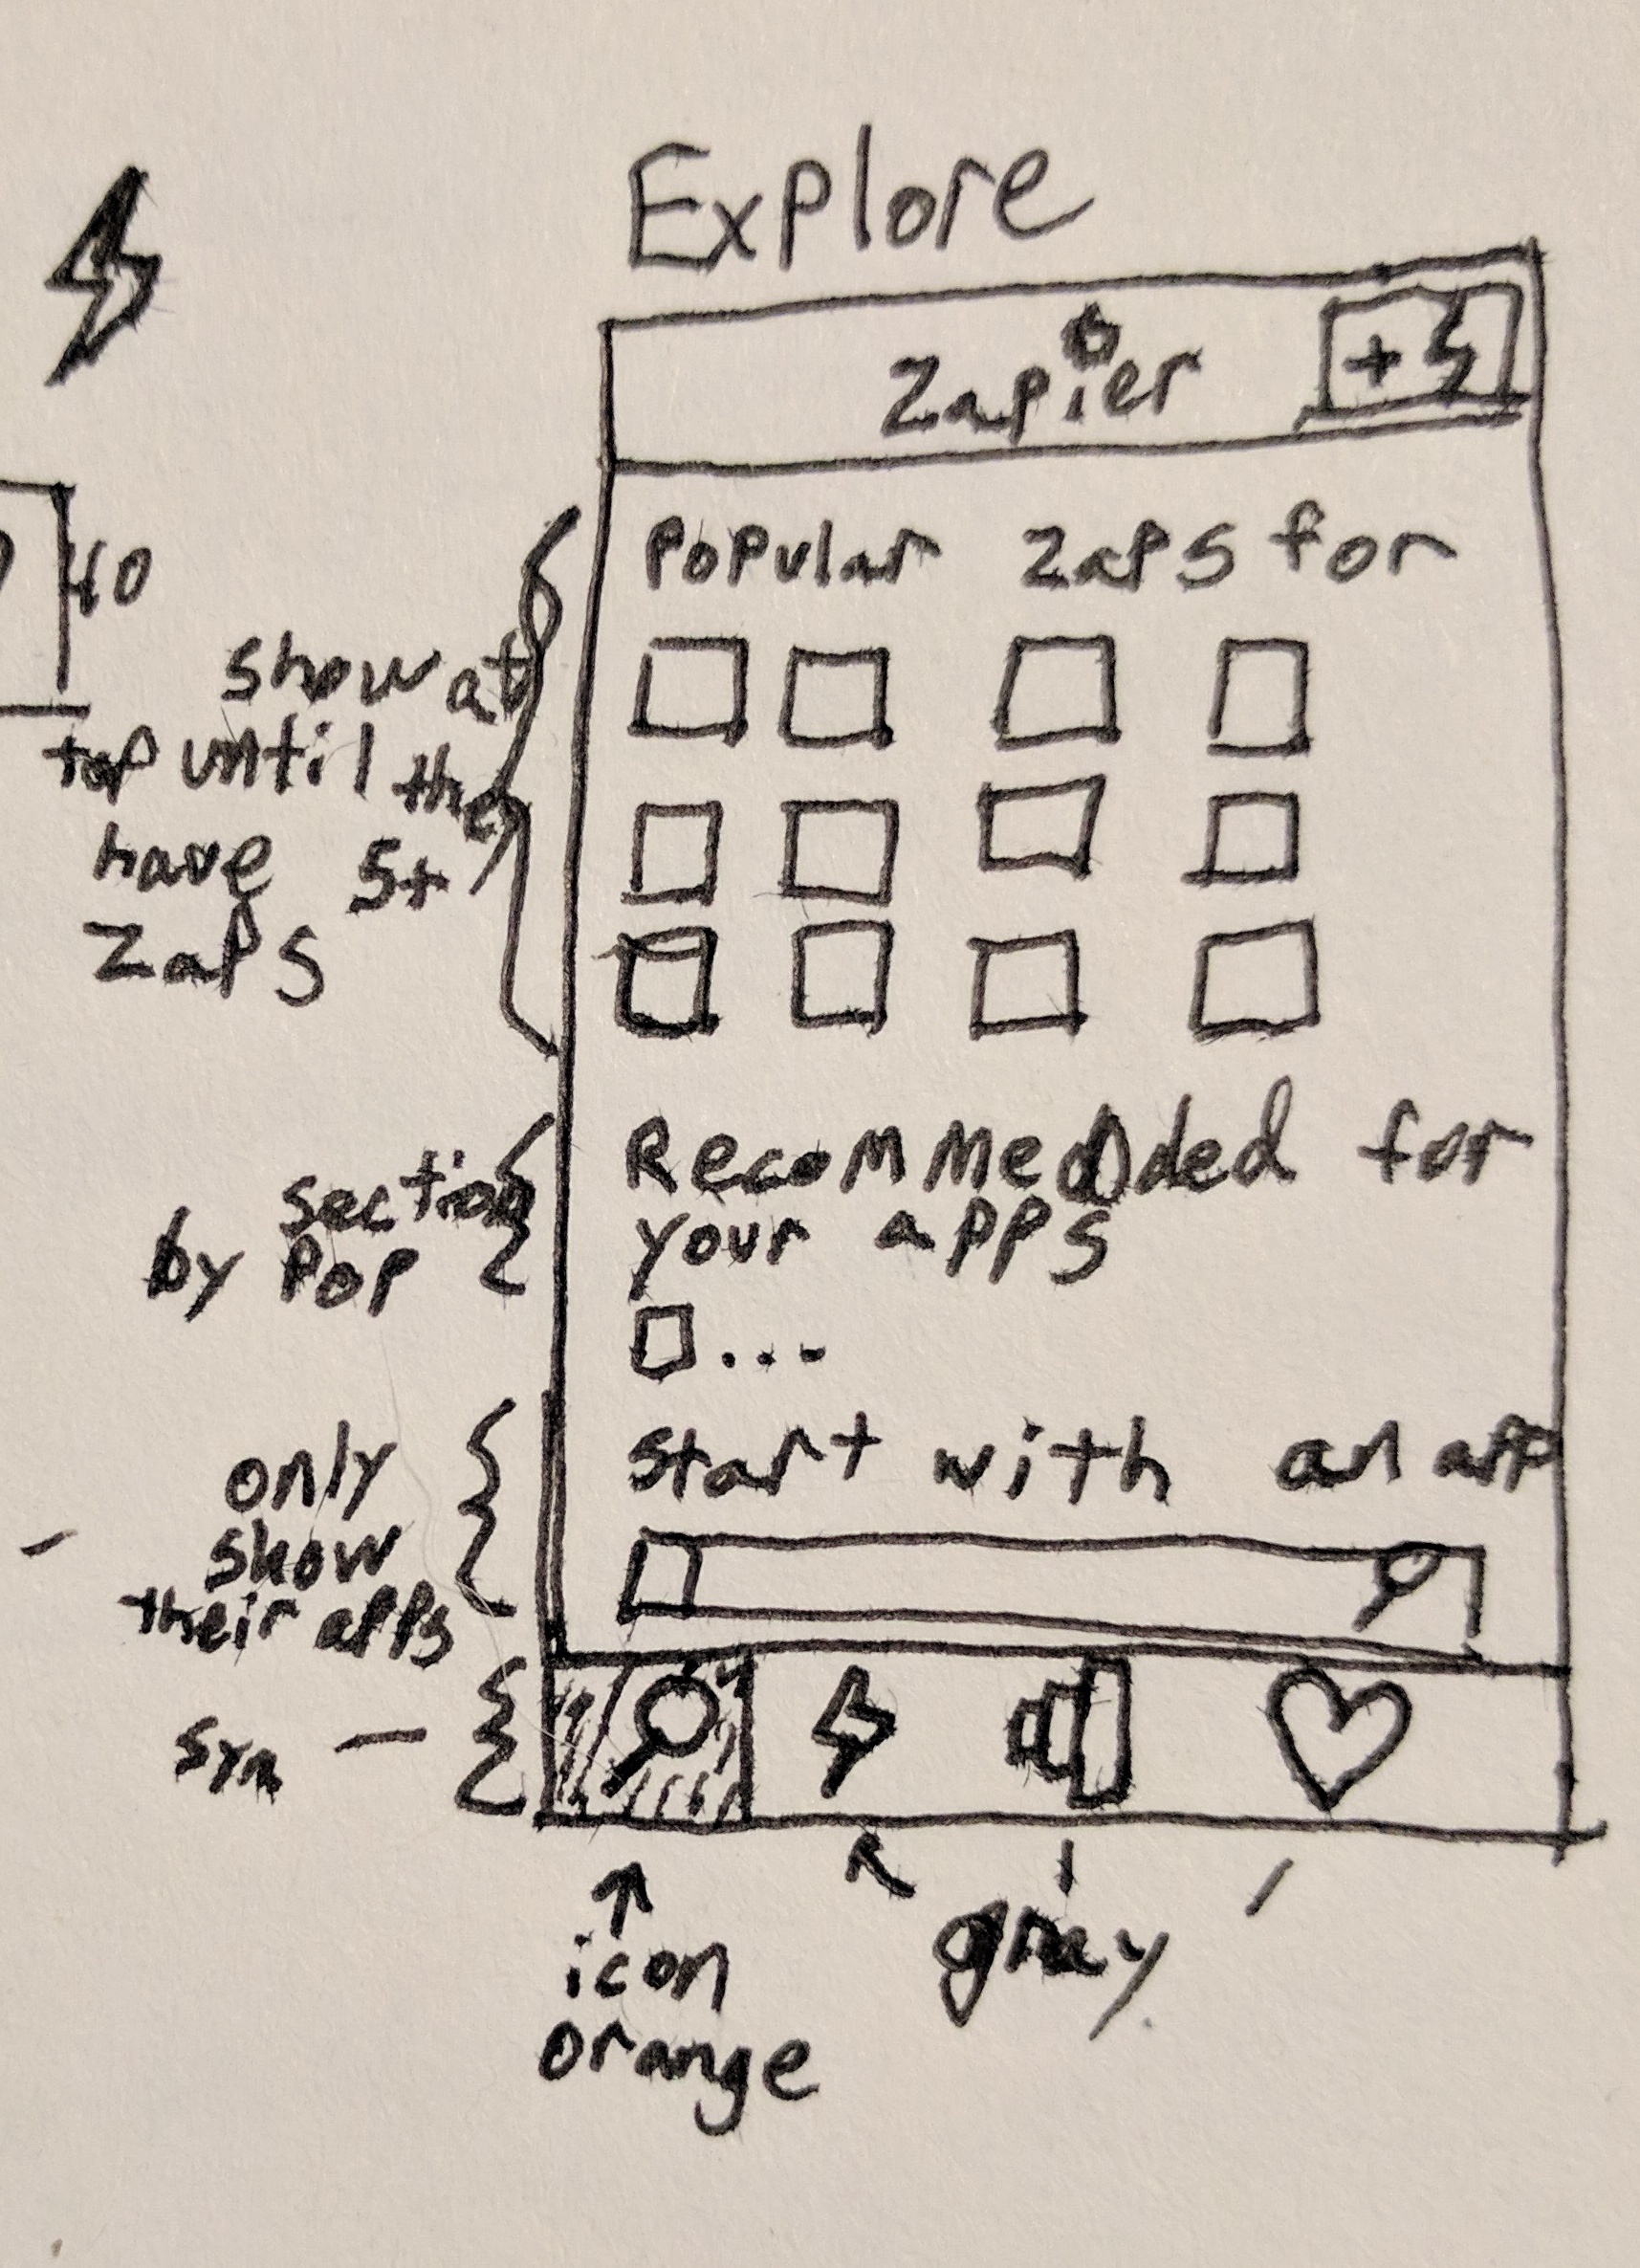 Explore
Zapier
+
Popular Zaps for
40
show at
top until they
have 5+
Zaps
Recommended for
your apps
...
section
by Pop
start with an app
only
show
their apps
icon
orange
gray